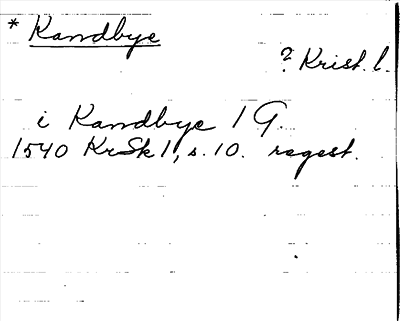 * Kandbye
? Krist. l.
i Kandbye 1 G.
1540 KrSk 1, s. 10. regest.